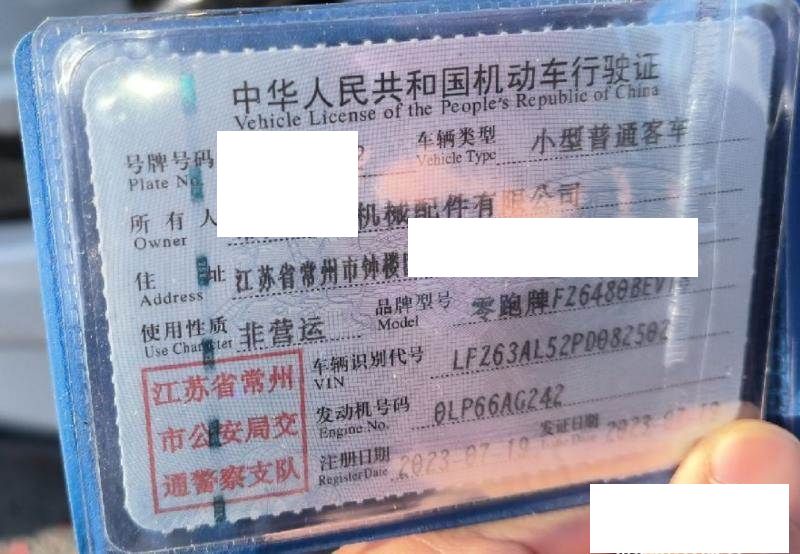 中华人民共和国机动车行驶证
Vehicle License of the People's Republic of China
号牌号码 车辆类型 小型普通客车
Plate No. Vehicle Type
所有人 机械配件有限公司
Owner
住址 江苏省常州市钟楼
Address
使用性质 非营运 品牌型号 零跑牌FZ6480BEV
Use Character Model
车辆识别代号 LFZ63AL52PD082502
VIN
发动机号码 0LP66AG242
Engine No.
注册日期 2023-07-19 发证日期 2023-07-19
Register Date Issue Date
江苏省常州
市公安局交
通警察支队